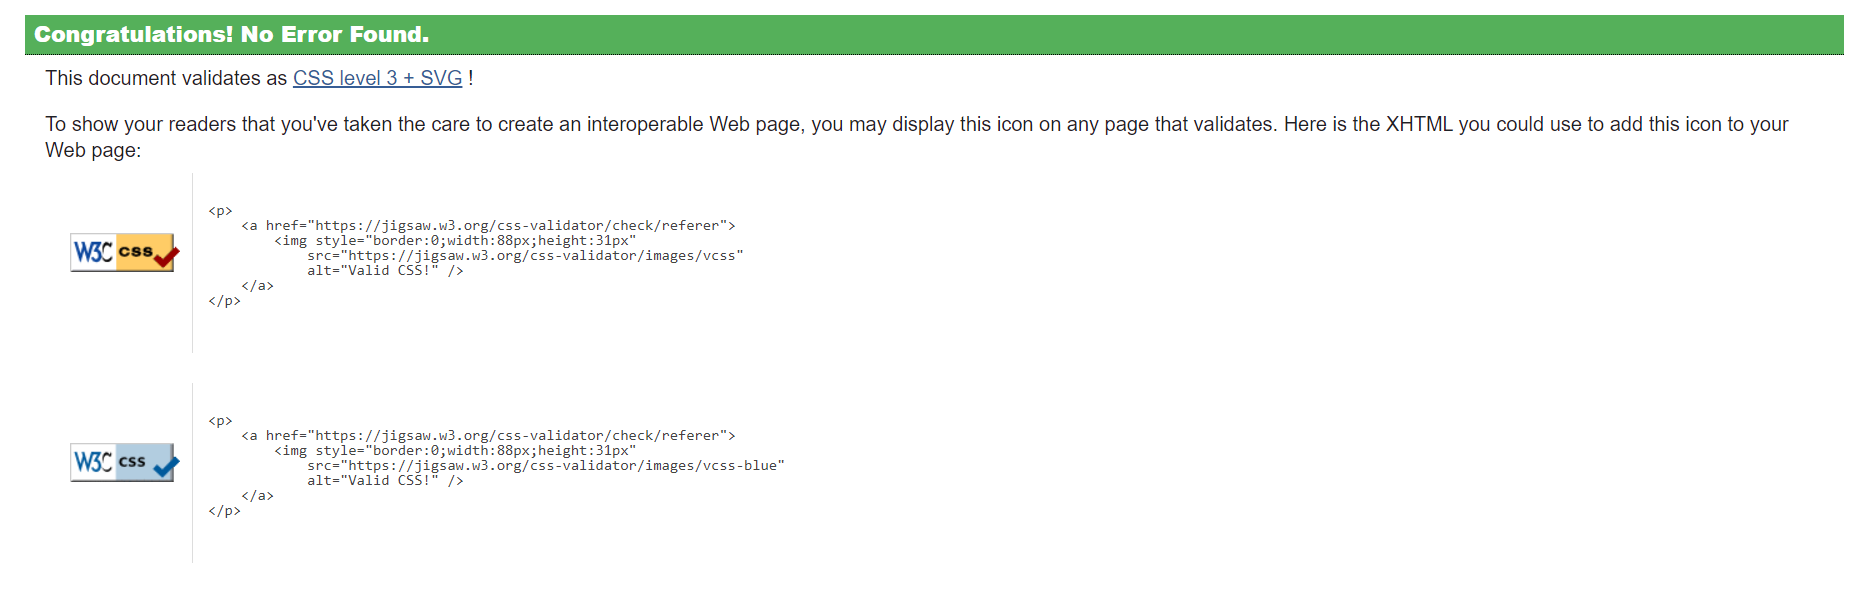 Congratulations! No Error Found.
This document validates as CSS level 3 + SVG !
To show your readers that you've taken the care to create an interoperable Web page, you may display this icon on any page that validates. Here is the XHTML you could use to add this icon to your
Web page:
<p>
<a href="https://jigsaw.w3.org/css-validator/check/referer">
<img style="border:0;width:88px;height:31px"
W3C css
src="https://jigsaw.w3.org/css-validator/images/vcss"
alt="Valid CSS!" />
</a>
</p>
<p>
<a href="https://jigsaw.w3.org/css-validator/check/referer">
<img style="border:0;width:88px;height:31px"
W3C css
src="https://jigsaw.w3.org/css-validator/images/vcss-blue"
alt="Valid CSS!" />
</a>
</p>